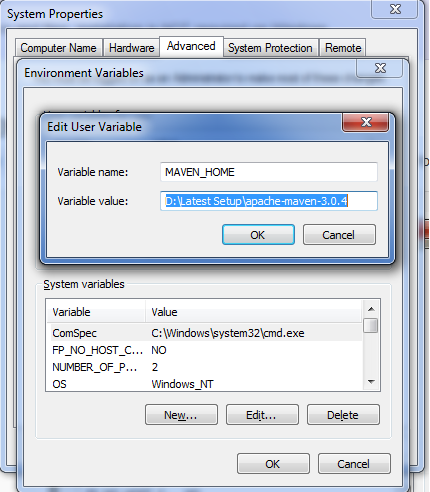 System Properties
Computer Name Hardware Advanced System Protection Remote
Environment Variables
Edit User Variable
Variable name: MAVEN_HOME
Variable value: D:\Latest Setup\apache-maven-3.0.4
OK Cancel
System variables
Variable Value
ComSpec C:\Windows\system32\cmd.exe
FP_NO_HOST_C... NO
NUMBER_OF_P... 2
OS Windows_NT
New... Edit... Delete
OK Cancel